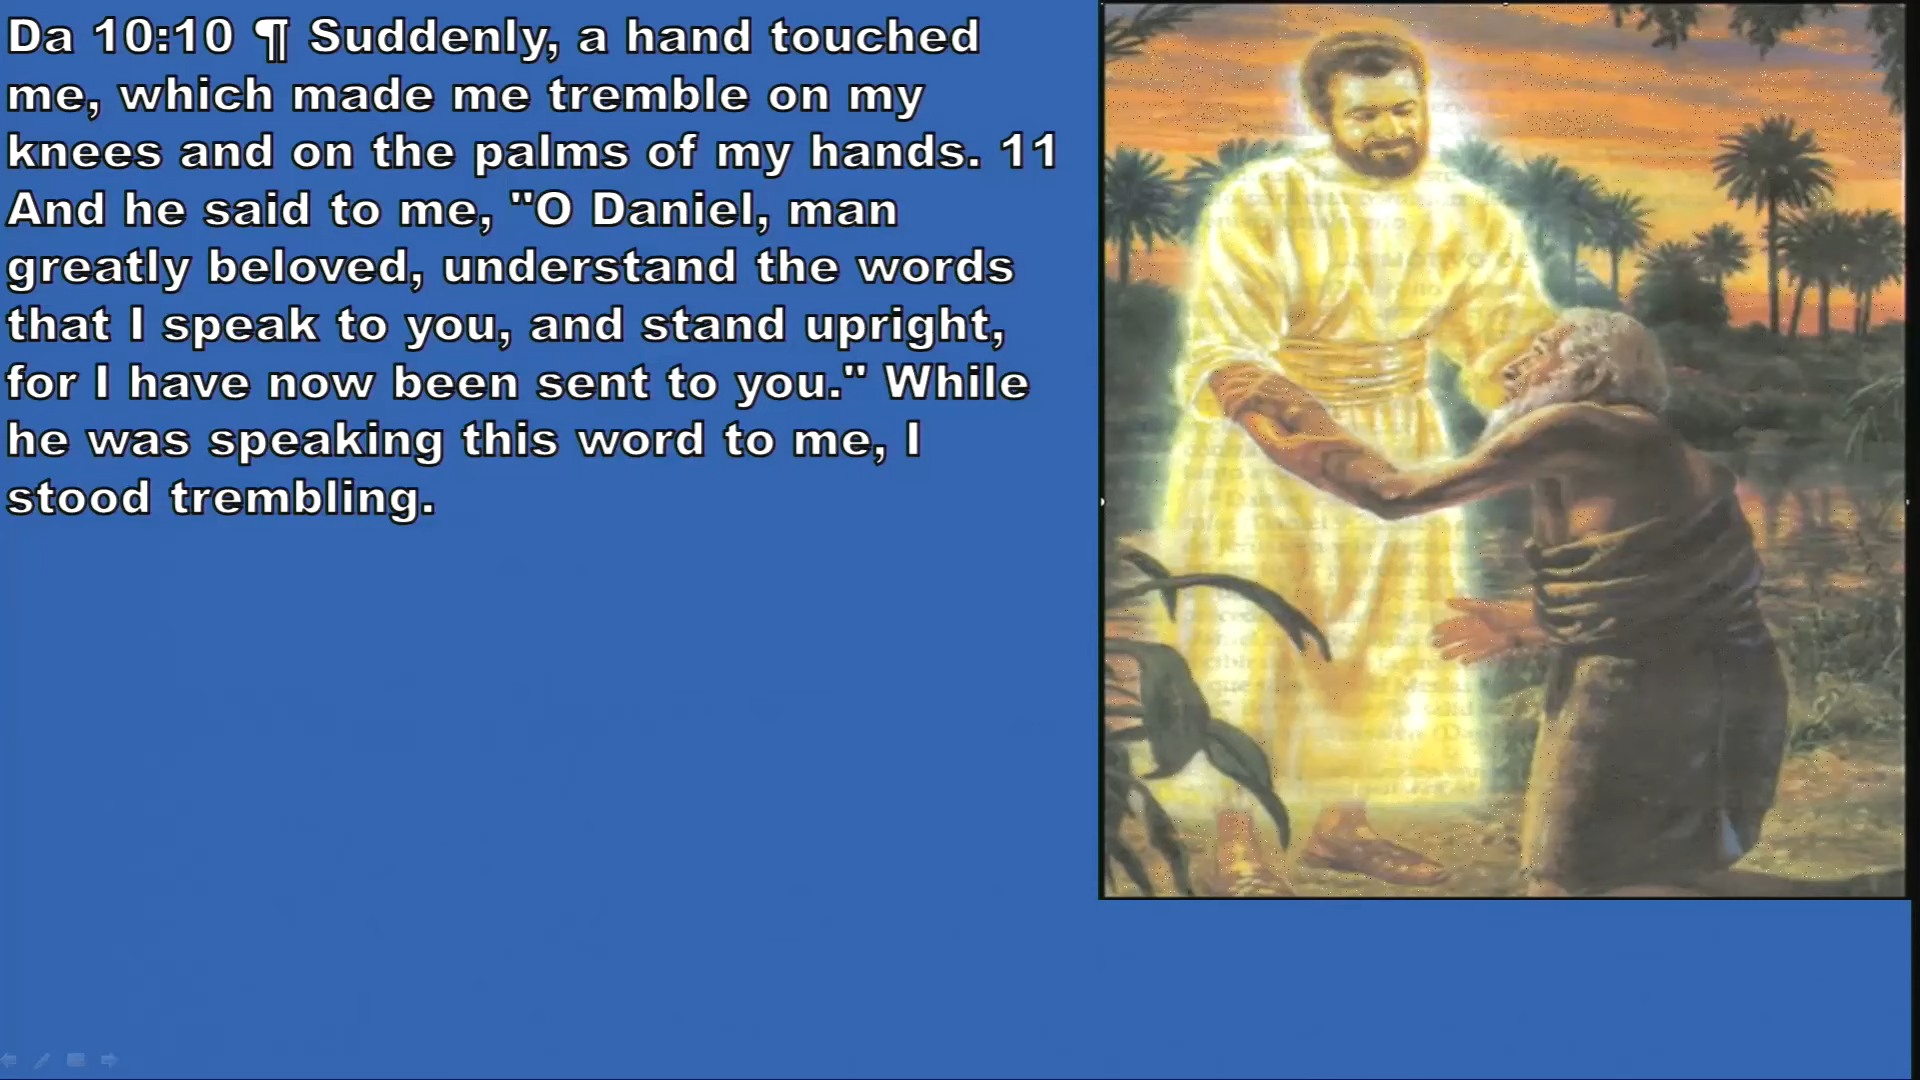 Da 10:10 ¶ Suddenly, a hand touched
me, which made me tremble on my
knees and on the palms of my hands. 11
And he said to me, "O Daniel, man
greatly beloved, understand the words
that I speak to you, and stand upright,
for I have now been sent to you." While
he was speaking this word to me, I
stood trembling.